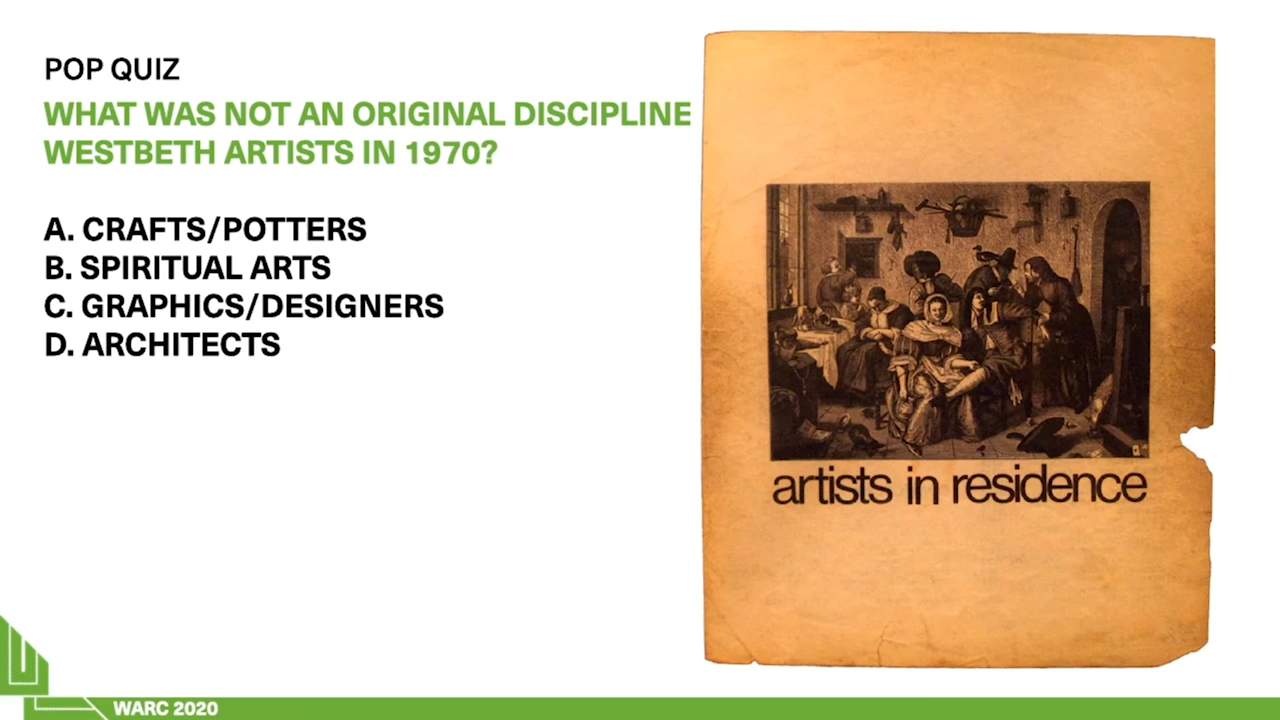 POP QUIZ
WHAT WAS NOT AN ORIGINAL DISCIPLINE
WESTBETH ARTISTS IN 1970?
A. CRAFTS/POTTERS
B. SPIRITUAL ARTS
C. GRAPHICS/DESIGNERS
D. ARCHITECTS
artists in residence
WARC 2020